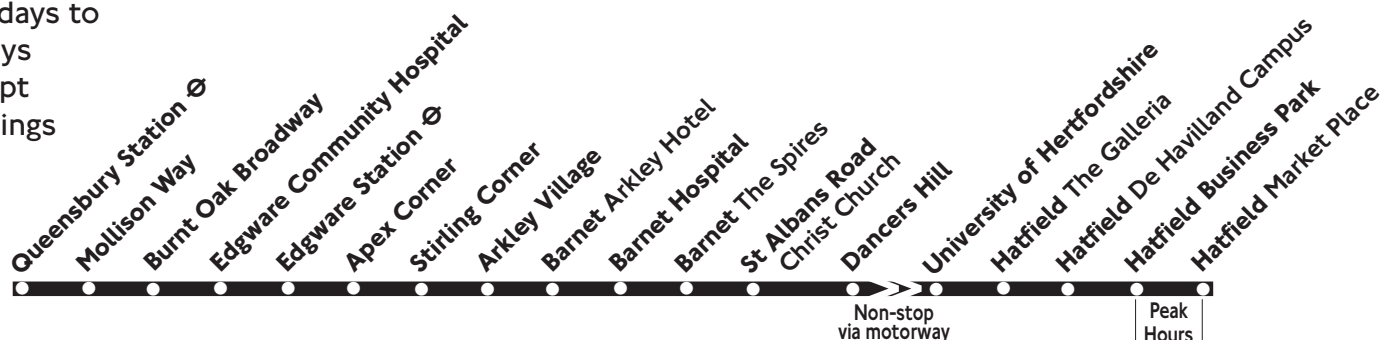 days to
ys
pt
ings
Queensbury Station
Mollison Way
Burnt Oak Broadway
Edgware Community Hospital
Edgware Station
Apex Corner
Stirling Corner
Arkley Village
Barnet Arkley Hotel
Barnet Hospital
Barnet The Spires
St Albans Road
Christ Church
Dancers Hill
University of Hertfordshire
Hatfield The Galleria
Hatfield De Havilland Campus
Hatfield Business Park
Hatfield Market Place
Non-stop
via motorway
Peak
Hours